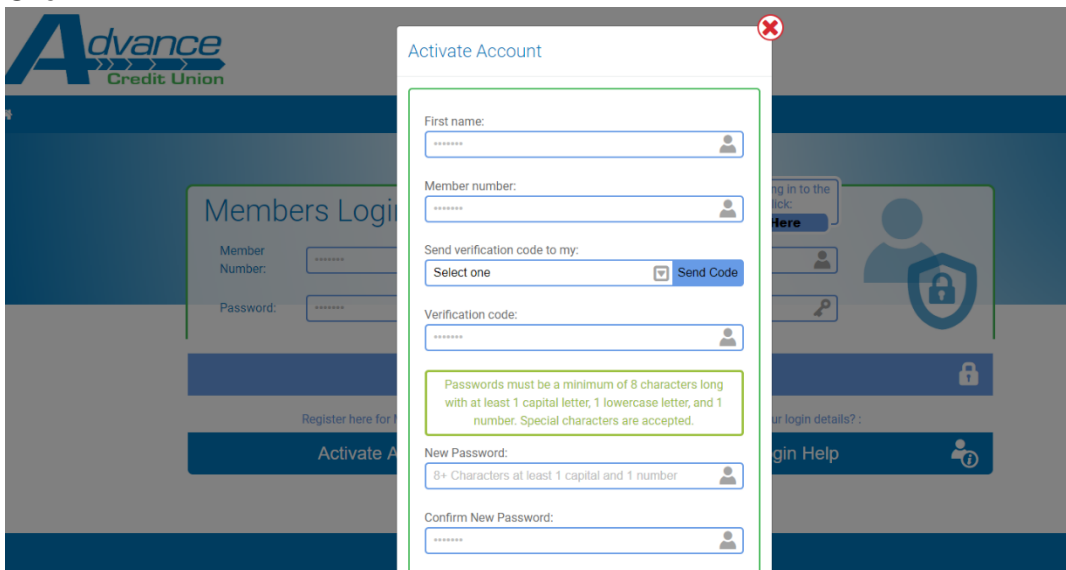 Advance
Credit Union
Activate Account
First name:
•••••••
Member number:
•••••••
Send verification code to my:
Select one
Send Code
Verification code:
•••••••
Passwords must be a minimum of 8 characters long
with at least 1 capital letter, 1 lowercase letter, and 1
number. Special characters are accepted.
New Password:
8+ Characters at least 1 capital and 1 number
Confirm New Password:
•••••••
Members Logi
Member
Number:
•••••••
Password:
•••••••
ng in to the
lick:
Here
Register here for
ur login details? :
Activate A
gin Help